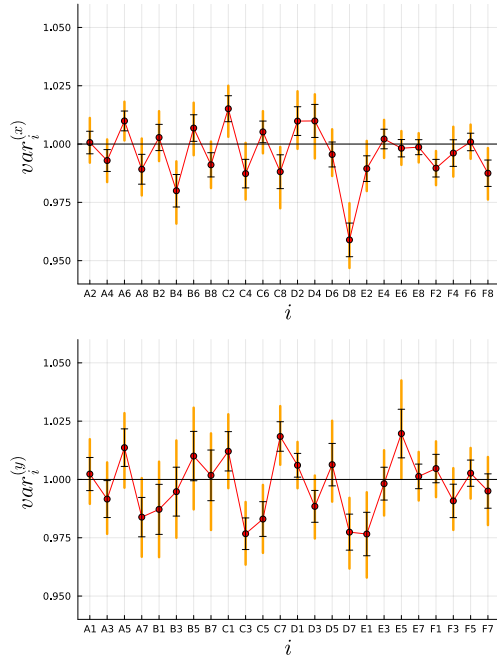 1.050
1.025
1.000
0.975
0.950
var_i^(x)
A2 A4 A6 A8 B2 B4 B6 B8 C2 C4 C6 C8 D2 D4 D6 D8 E2 E4 E6 E8 F2 F4 F6 F8
i
1.050
1.025
1.000
0.975
0.950
var_i^(y)
A1 A3 A5 A7 B1 B3 B5 B7 C1 C3 C5 C7 D1 D3 D5 D7 E1 E3 E5 E7 F1 F3 F5 F7
i